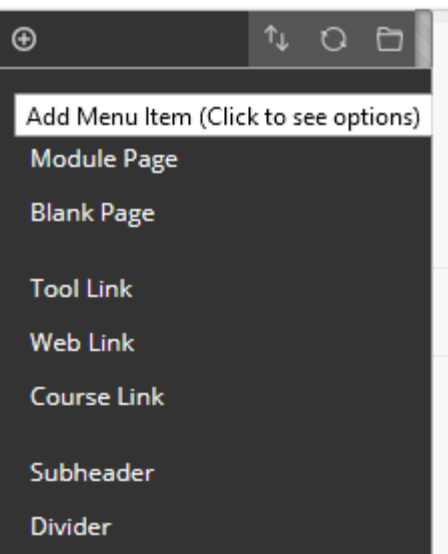 Add Menu Item (Click to see options)
Module Page
Blank Page
Tool Link
Web Link
Course Link
Subheader
Divider